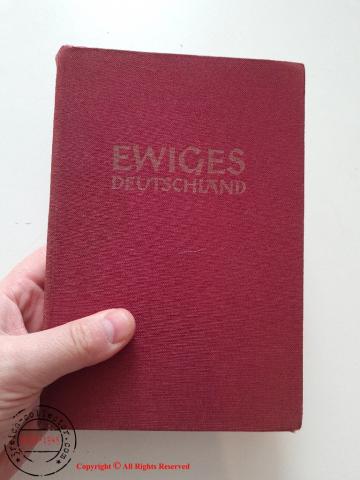 EWIGES
DEUTSCHLAND
Copyright © All Rights Reserved